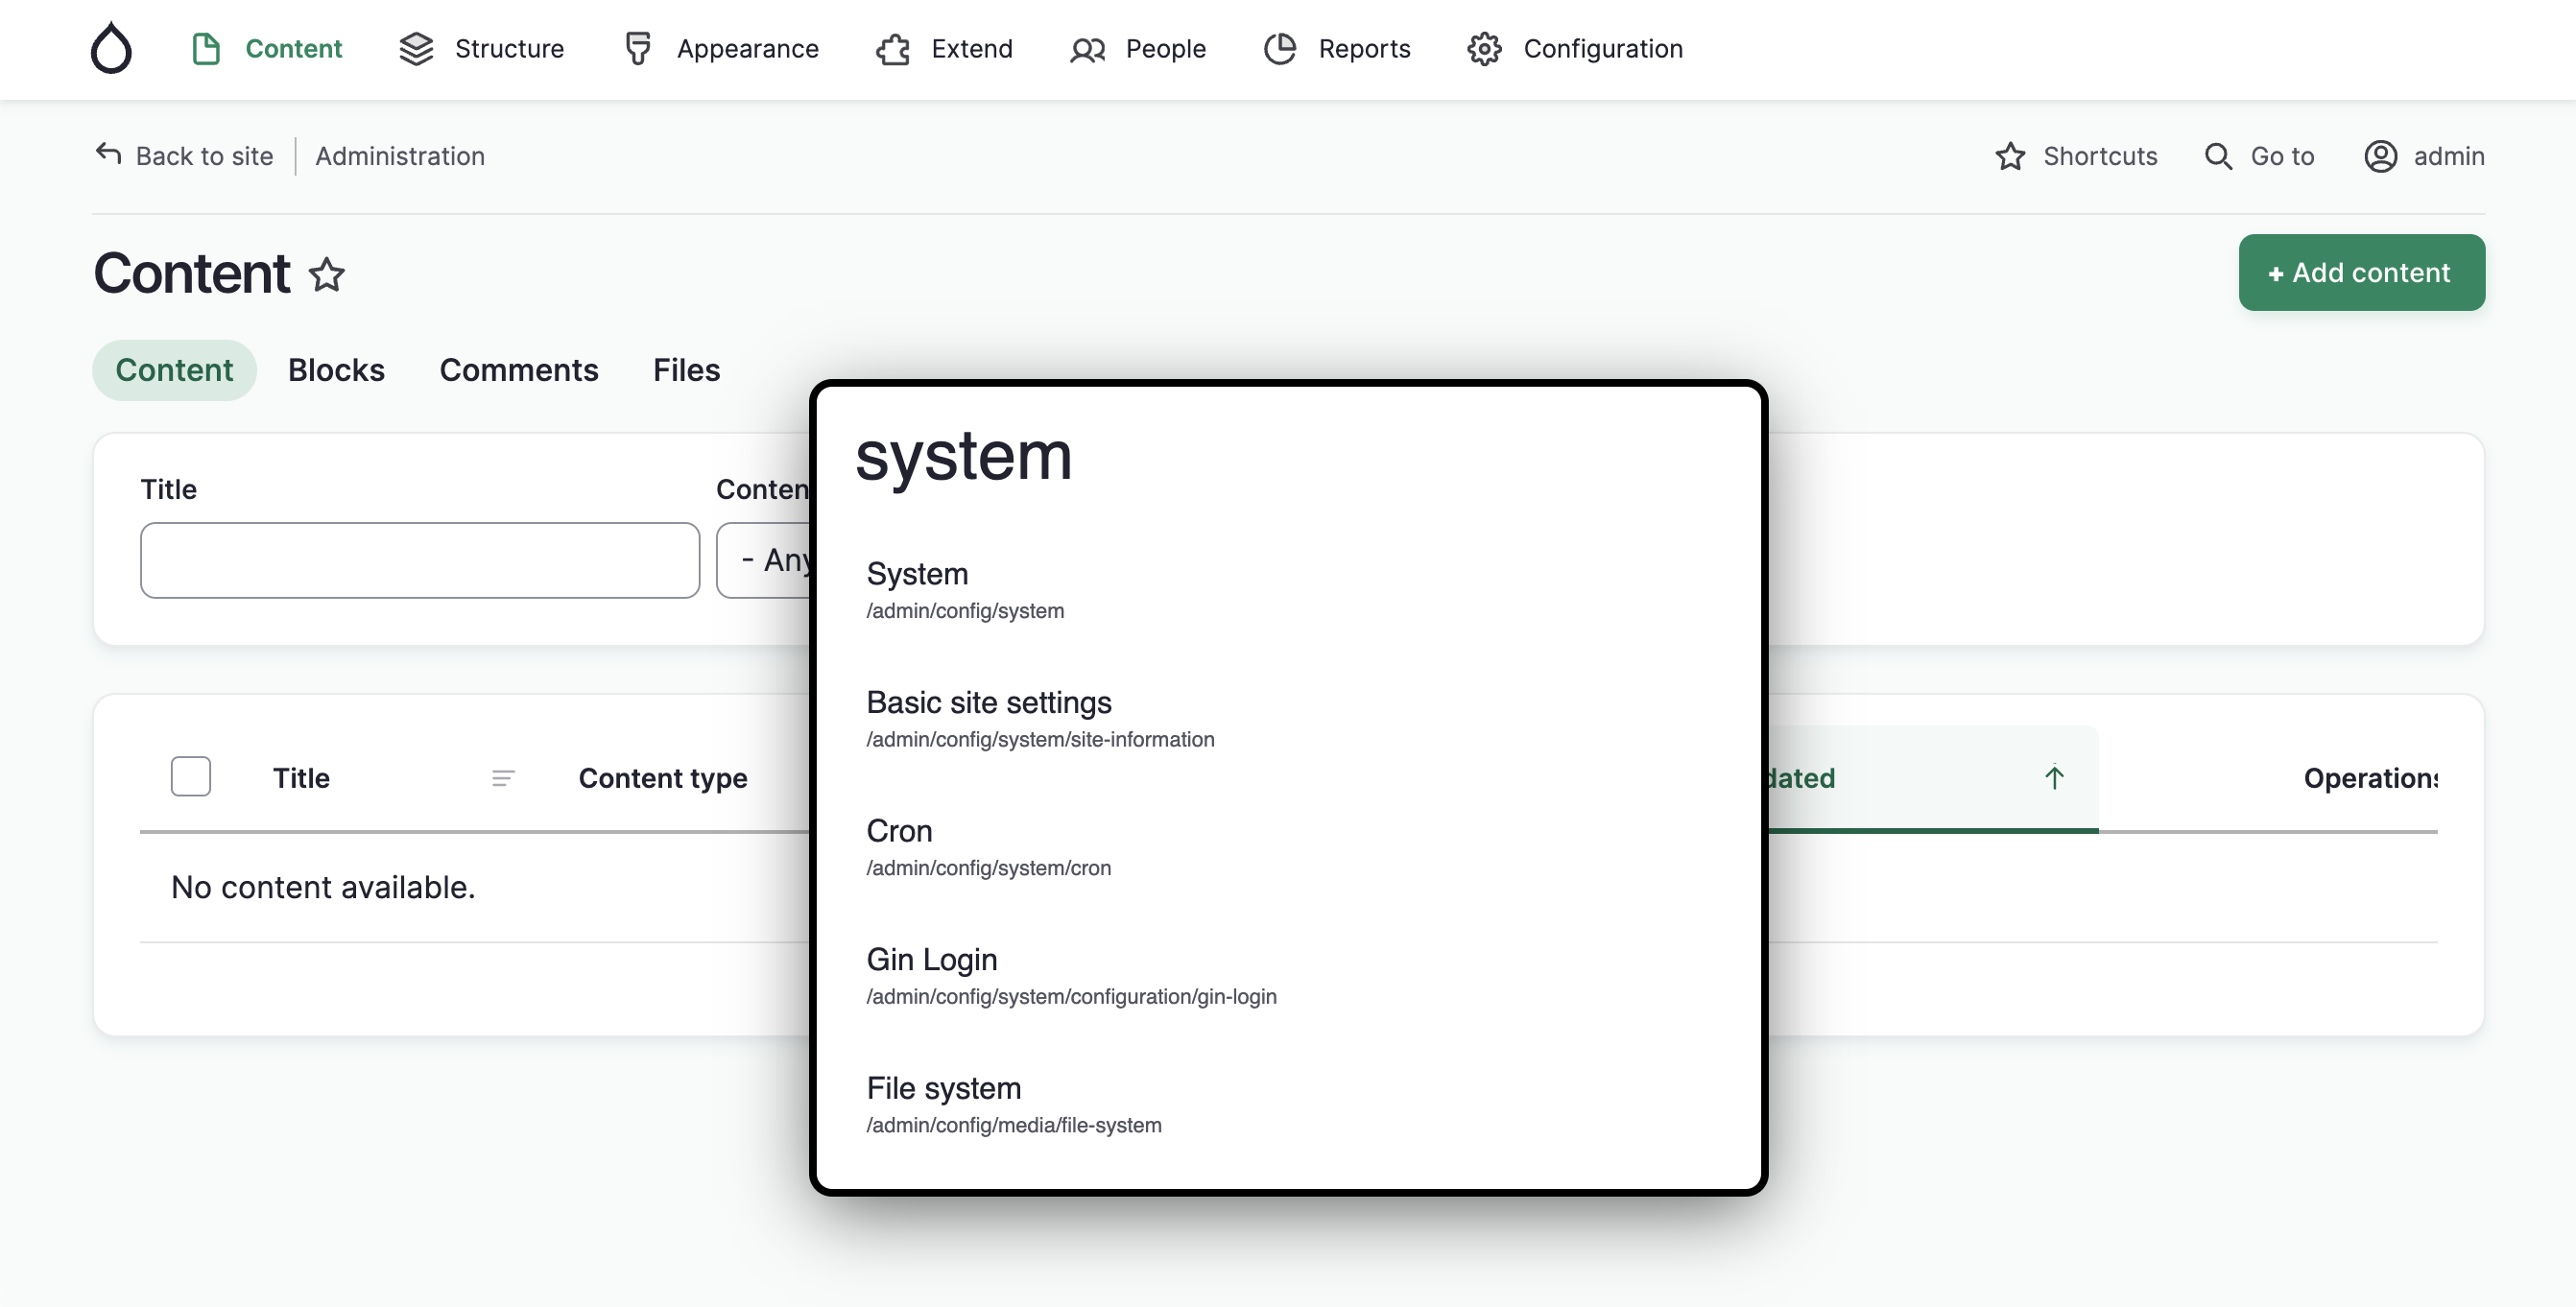 Content Structure Appearance Extend People Reports Configuration
Back to site Administration Shortcuts Go to admin
Content + Add content
Content Blocks Comments Files
system
Title Conten
- Any
System
/admin/config/system
Basic site settings
/admin/config/system/site-information
Title Content type dated Operations
Cron
/admin/config/system/cron
No content available.
Gin Login
/admin/config/system/configuration/gin-login
File system
/admin/config/media/file-system